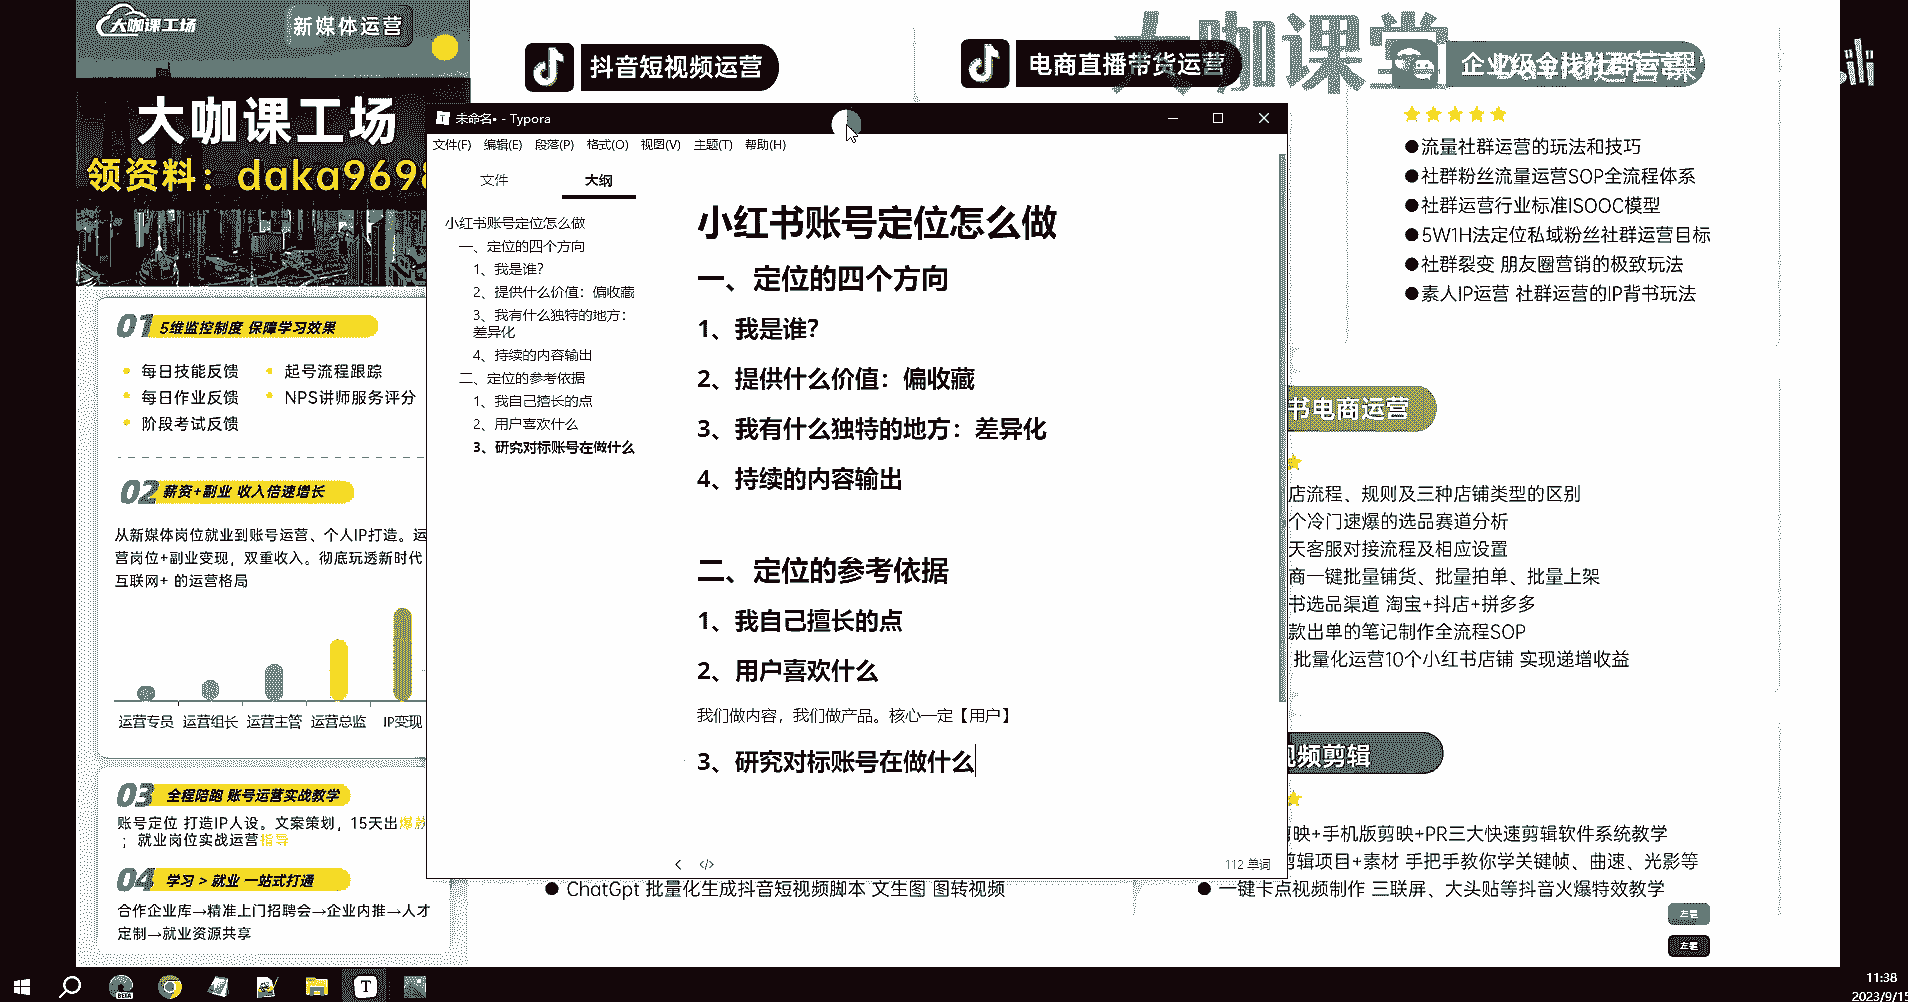 大咖课工场
新媒体运营
大咖课工场
领资料：daka969
01 5维监控制度 保障学习效果
每日技能反馈
起号流程跟踪
每日作业反馈
NPS讲师服务评分
阶段考试反馈
02 薪资+副业 收入倍速增长
从新媒体岗位就业到账号运营、个人IP打造。运
营岗位+副业变现，双重收入。彻底玩透新时代
互联网+ 的运营格局
运营专员 运营组长 运营主管 运营总监 IP变现
03 全程陪跑 账号运营实战教学
账号定位 打造IP人设。文案策划，15天出爆款
；就业岗位实战运营指导
04 学习 > 就业 一站式打通
合作企业库→精准上门招聘会→企业内推→人才
定制→就业资源共享
抖音短视频运营
电商直播带货运营
大咖课堂
企业级全栈社群运营
●流量社群运营的玩法和技巧
●社群粉丝流量运营SOP全流程体系
●社群运营行业标准ISOOC模型
●5W1H法定位私域粉丝社群运营目标
●社群裂变 朋友圈营销的极致玩法
●素人IP运营 社群运营的IP背书玩法
未命名• - Typora
文件(F) 编辑(E) 段落(P) 格式(O) 视图(V) 主题(T) 帮助(H)
文件 大纲
小红书账号定位怎么做
一、定位的四个方向
1、我是谁？
2、提供什么价值：偏收藏
3、我有什么独特的地方：
差异化
4、持续的内容输出
二、定位的参考依据
1、我自己擅长的点
2、用户喜欢什么
3、研究对标账号在做什么
小红书账号定位怎么做
一、定位的四个方向
1、我是谁？
2、提供什么价值：偏收藏
3、我有什么独特的地方：差异化
4、持续的内容输出
二、定位的参考依据
1、我自己擅长的点
2、用户喜欢什么
我们做内容，我们做产品。核心一定【用户】
3、研究对标账号在做什么
</>
112 单词
书电商运营
店流程、规则及三种店铺类型的区别
个冷门速爆的选品赛道分析
天客服对接流程及相应设置
商一键批量铺货、批量拍单、批量上架
书选品渠道 淘宝+抖店+拼多多
款出单的笔记制作全流程SOP
批量化运营10个小红书店铺 实现递增收益
视频剪辑
映+手机版剪映+PR三大快速剪辑软件系统教学
剪辑项目+素材 手把手教你学关键帧、曲速、光影等
● 一键卡点视频制作 三联屏、大头贴等抖音火爆特效教学
● ChatGpt 批量化生成抖音短视频脚本 文生图 图转视频
左键
左键
BETA
11:38
2023/9/15